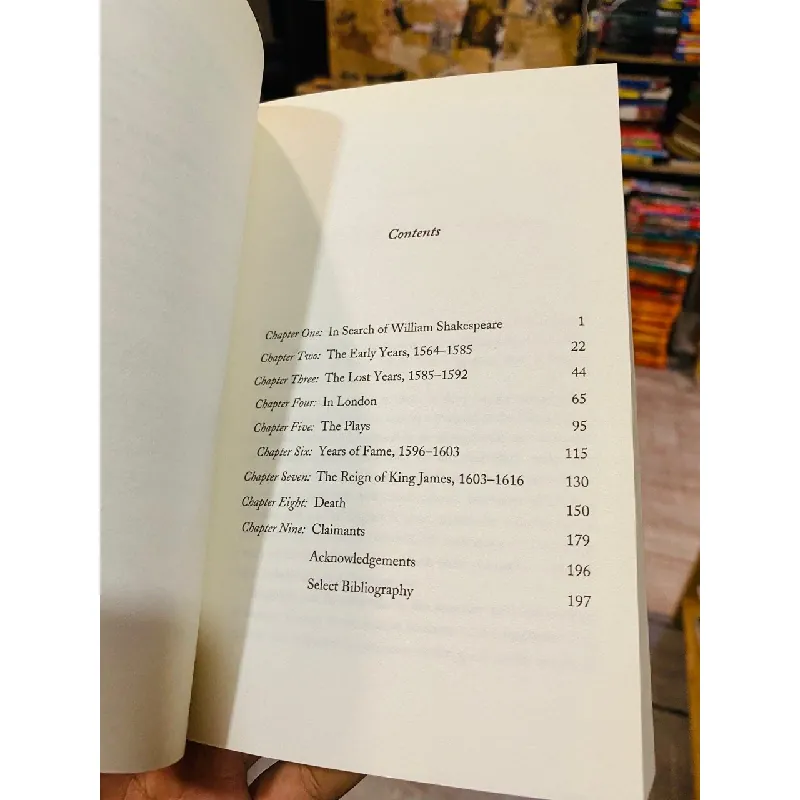 Contents
Chapter One: In Search of William Shakespeare 1
Chapter Two: The Early Years, 1564–1585 22
Chapter Three: The Lost Years, 1585–1592 44
Chapter Four: In London 65
Chapter Five: The Plays 95
Chapter Six: Years of Fame, 1596–1603 115
Chapter Seven: The Reign of King James, 1603–1616 130
Chapter Eight: Death 150
Chapter Nine: Claimants 179
Acknowledgements 196
Select Bibliography 197